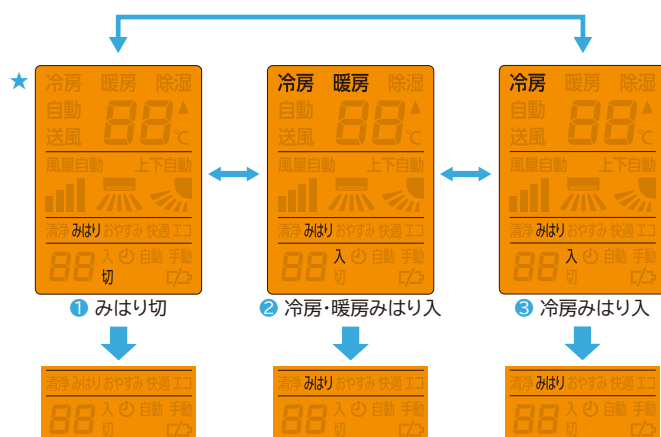 ★
冷房 暖房 除湿
自動 88 ▲
送風 ℃
風量自動 上下自動
清浄 みはり おやすみ 快適 エコ
88 入 自動 手動
切
❶ みはり切
冷房 暖房 除湿
自動 88 ▲
送風 ℃
風量自動 上下自動
清浄 みはり おやすみ 快適 エコ
88 入 自動 手動
切
❷ 冷房・暖房みはり入
冷房 暖房 除湿
自動 88 ▲
送風 ℃
風量自動 上下自動
清浄 みはり おやすみ 快適 エコ
88 入 自動 手動
切
❸ 冷房みはり入
清浄 みはり おやすみ 快適 エコ
88 入 自動 手動
切
清浄 みはり おやすみ 快適 エコ
88 入 自動 手動
切
清浄 みはり おやすみ 快適 エコ
88 入 自動 手動
切